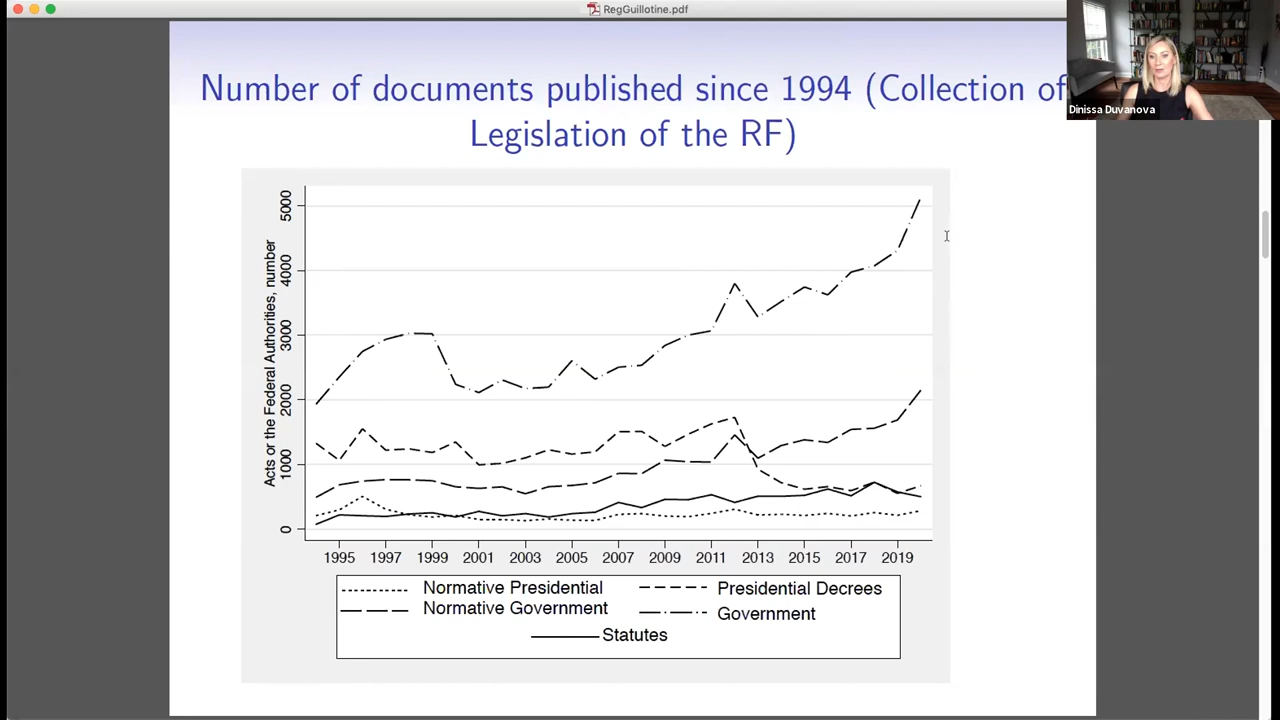 RegGuillotine.pdf
Number of documents published since 1994 (Collection of
Legislation of the RF)
Dinissa Duvanova
Acts or the Federal Authorities, number
5000
4000
3000
2000
1000
0
1995 1997 1999 2001 2003 2005 2007 2009 2011 2013 2015 2017 2019
Normative Presidential Presidential Decrees
Normative Government Government
Statutes